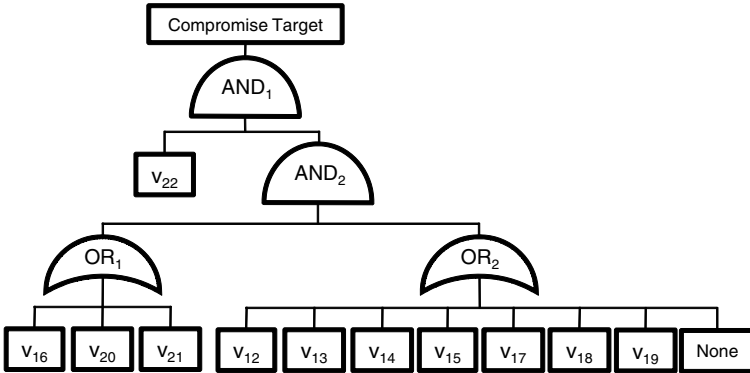 Compromise Target
AND₁
v₂₂
AND₂
OR₁
OR₂
v₁₆ v₂₀ v₂₁ v₁₂ v₁₃ v₁₄ v₁₅ v₁₇ v₁₈ v₁₉ None